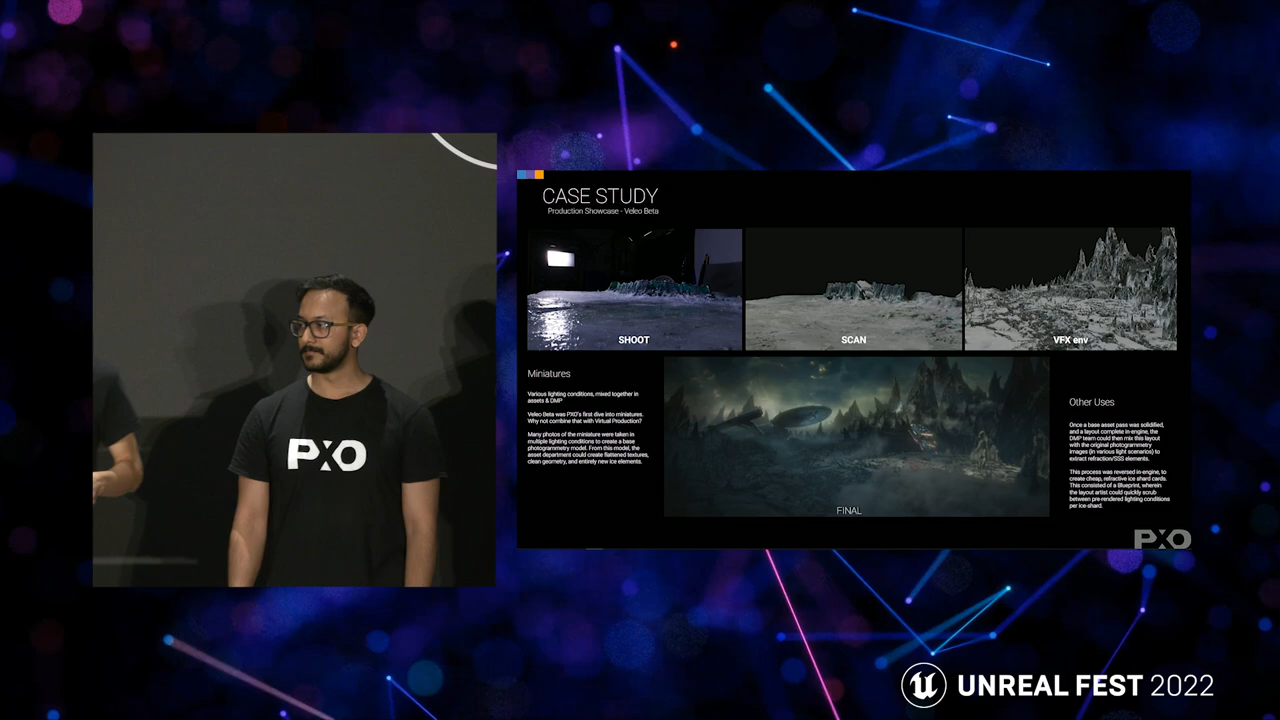 CASE STUDY
Production Showcase - Veleo Beta
SHOOT
SCAN
VFX env
Miniatures
Various lighting conditions, mixed together in
assets & DMP
Veleo Beta was PXO's first dive into miniatures.
Why not combine that with Virtual Production?
Many photos of the miniature were taken in
multiple lighting conditions to create a base
photogrammetry model. From this model, the
asset department could create flattened textures,
clean geometry, and entirely new ice elements.
FINAL
Other Uses
Once a base asset pass was solidified,
and a layout complete in-engine, the
DMP team could then mix this layout
with the original photogrammetry
images (in various light scenarios) to
extract refraction/SSS elements.
This process was reversed in-engine, to
create cheap, refractive ice shard cards.
This consisted of a Blueprint, wherein
the layout artist could quickly scrub
between pre-rendered lighting conditions
per ice shard.
PXO
PXO
UNREAL FEST 2022